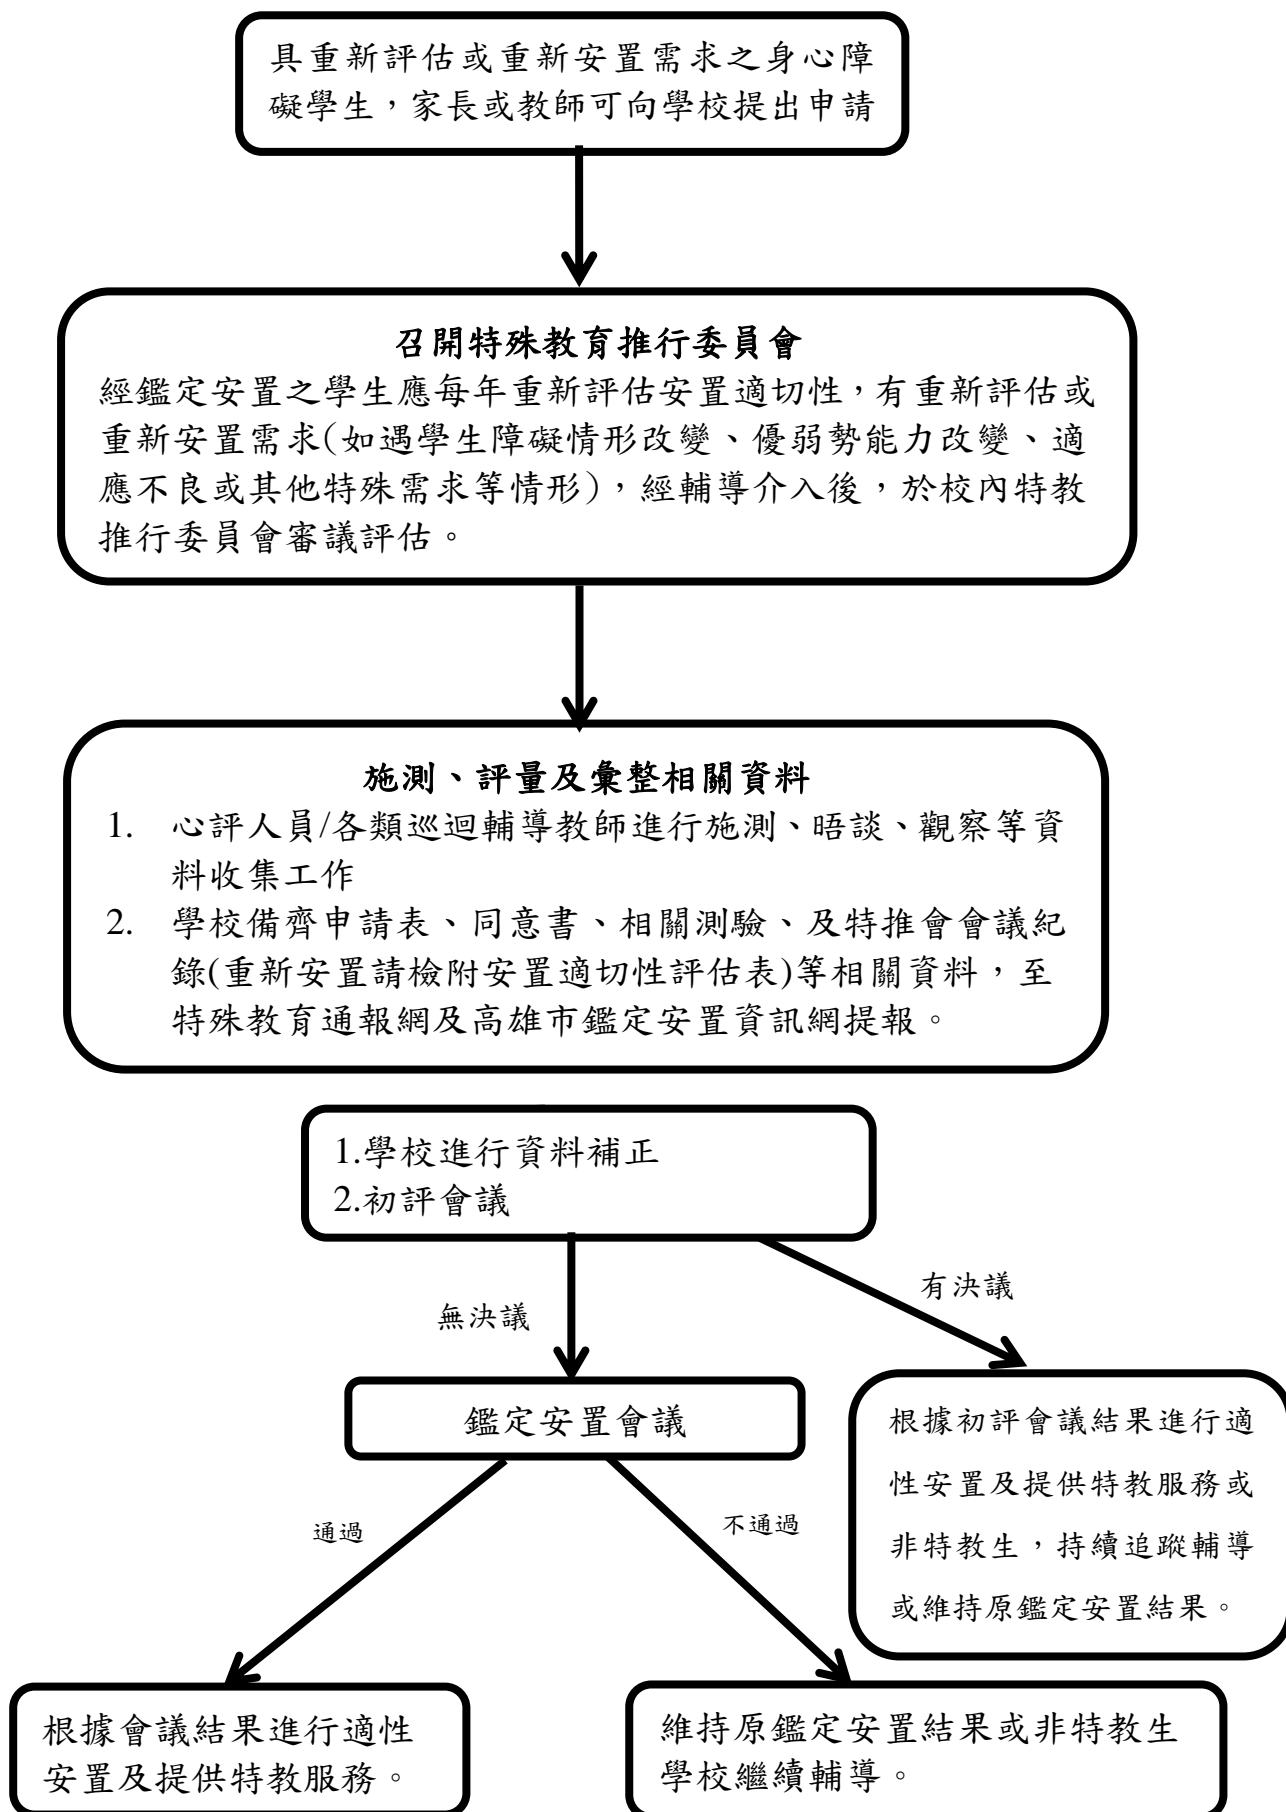 具重新評估或重新安置需求之身心障
礙學生，家長或教師可向學校提出申請
召開特殊教育推行委員會
經鑑定安置之學生應每年重新評估安置適切性，有重新評估或
重新安置需求(如遇學生障礙情形改變、優弱勢能力改變、適
應不良或其他特殊需求等情形)，經輔導介入後，於校內特教
推行委員會審議評估。
施測、評量及彙整相關資料
1. 心評人員/各類巡迴輔導教師進行施測、晤談、觀察等資
料收集工作
2. 學校備齊申請表、同意書、相關測驗、及特推會會議紀
錄(重新安置請檢附安置適切性評估表)等相關資料，至
特殊教育通報網及高雄市鑑定安置資訊網提報。
1.學校進行資料補正
2.初評會議
有決議
無決議
鑑定安置會議
根據初評會議結果進行適
性安置及提供特教服務或
非特教生，持續追蹤輔導
或維持原鑑定安置結果。
通過
不通過
根據會議結果進行適性
安置及提供特教服務。
維持原鑑定安置結果或非特教生
學校繼續輔導。